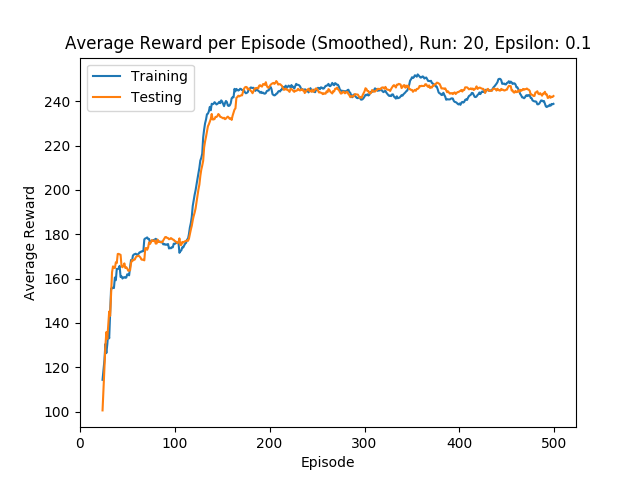 Average Reward per Episode (Smoothed), Run: 20, Epsilon: 0.1
Training
Testing
240
220
200
180
160
140
120
100
Average Reward
0 100 200 300 400 500
Episode